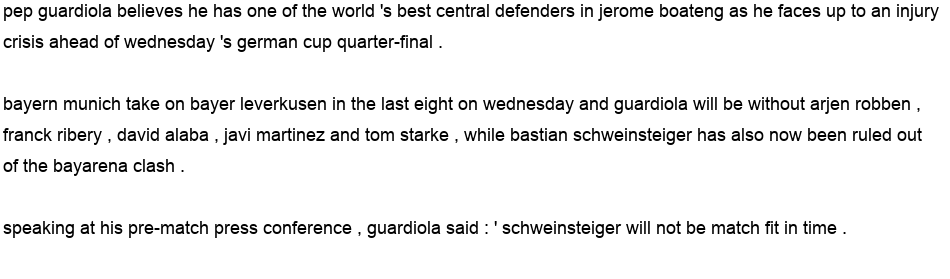 pep guardiola believes he has one of the world 's best central defenders in jerome boateng as he faces up to an injury
crisis ahead of wednesday 's german cup quarter-final .
bayern munich take on bayer leverkusen in the last eight on wednesday and guardiola will be without arjen robben ,
franck ribery , david alaba , javi martinez and tom starke , while bastian schweinsteiger has also now been ruled out
of the bayarena clash .
speaking at his pre-match press conference , guardiola said : ' schweinsteiger will not be match fit in time .